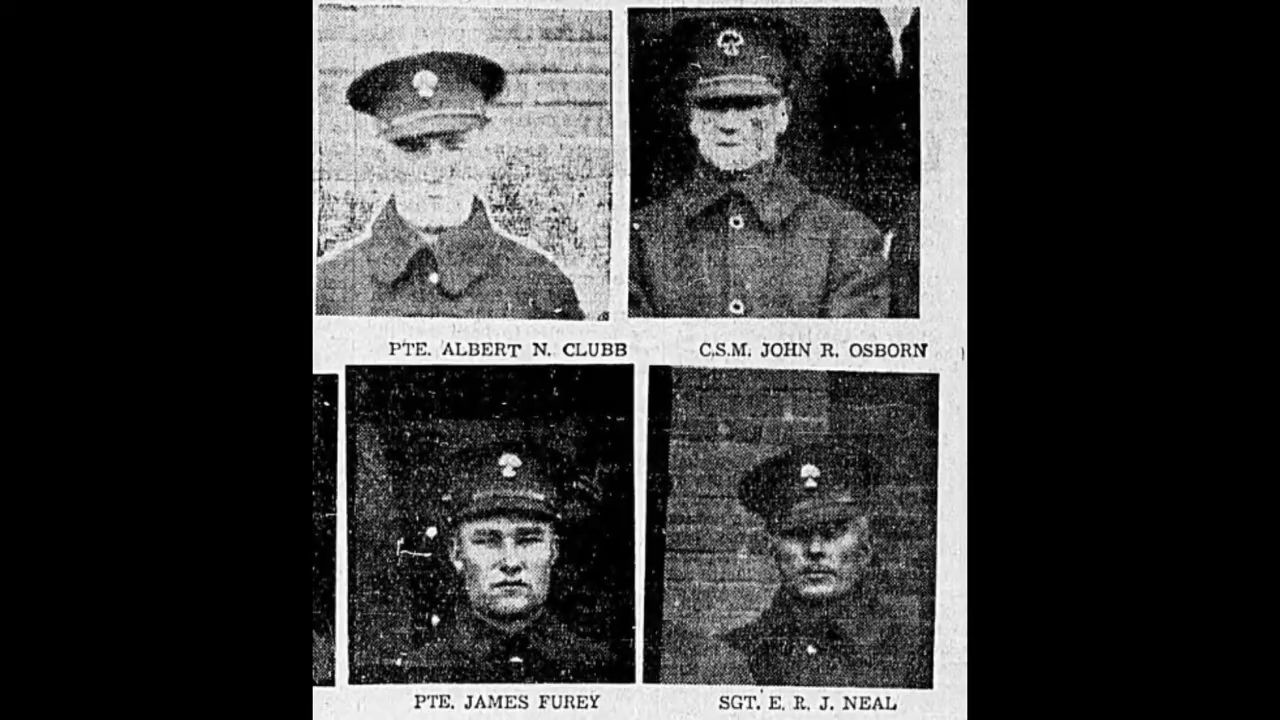 PTE. ALBERT N. CLUBB
C.S.M. JOHN R. OSBORN
PTE. JAMES FUREY
SGT. E. R. J. NEAL